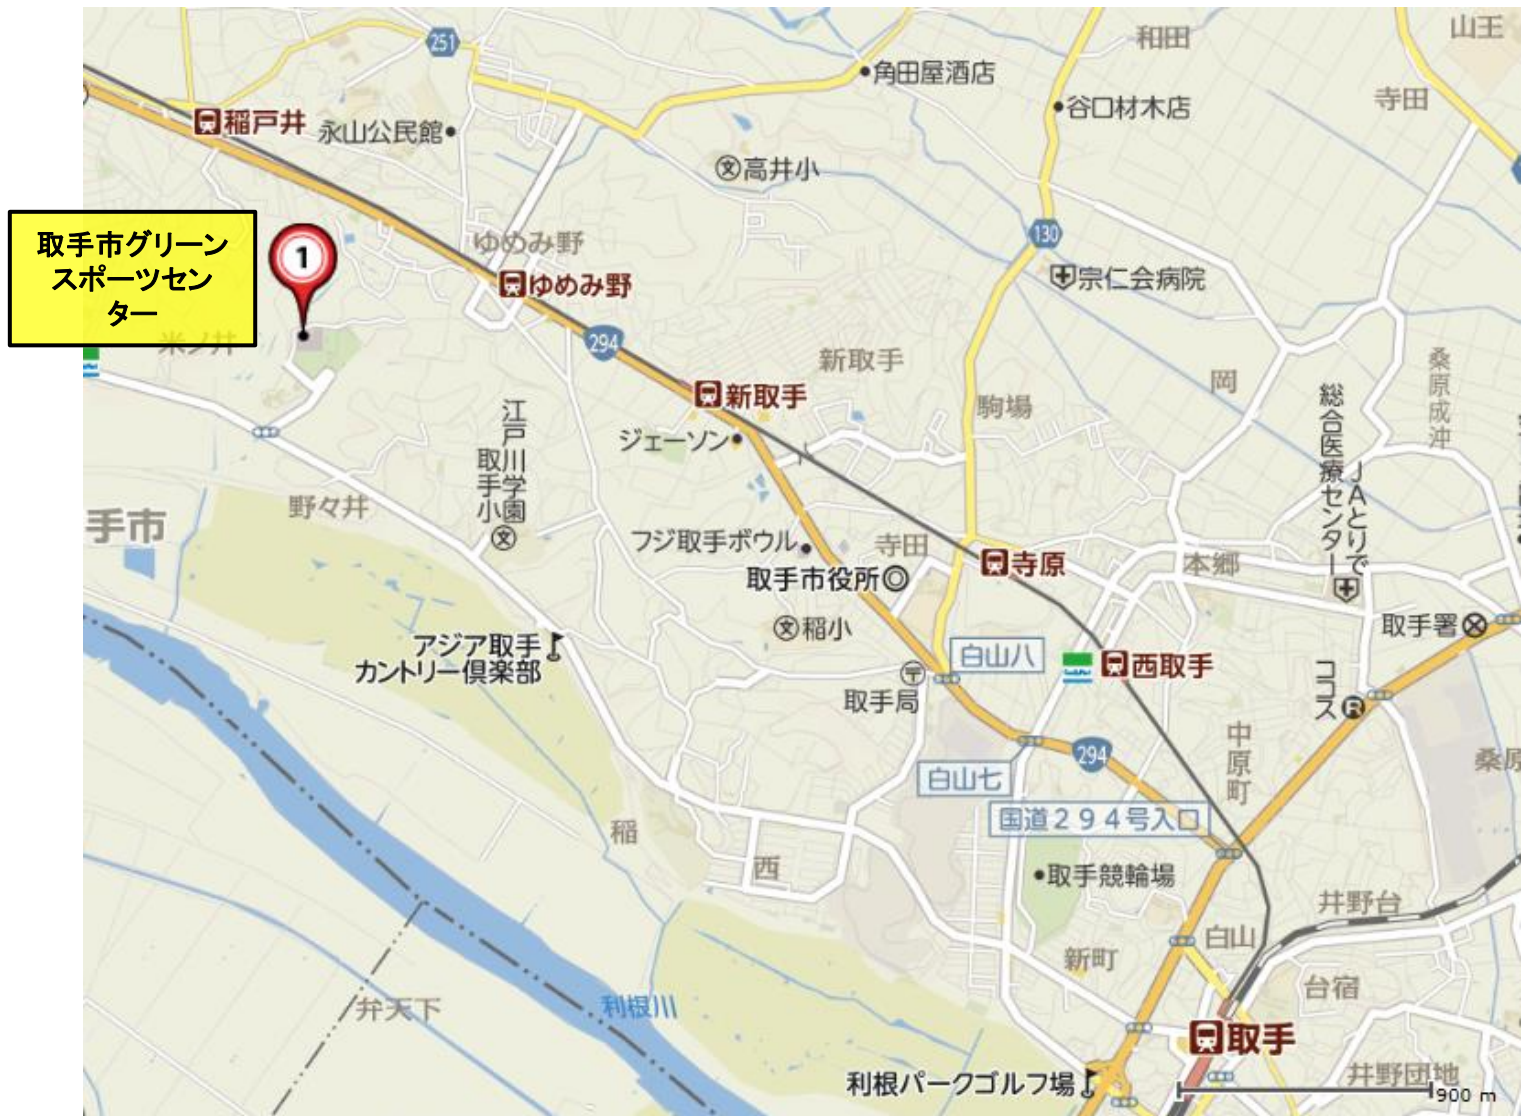 251
和田
山王
角田屋酒店
谷口材木店
寺田
稲戸井
永山公民館
高井小
取手市グリーン
スポーツセン
ター
1
ゆめみ野
130
宗仁会病院
ゆめみ野
米ノ井
294
新取手
岡
桑原成沖
新取手
駒場
総合医療センター
JAとりで
ジェーソン
江戸川学園
取手小
野々井
手市
フジ取手ボウル
寺田
寺原
本郷
取手市役所
稲小
取手署
アジア取手
カントリー倶楽部
白山八
西取手
取手局
ココス
中原町
294
桑原
白山七
国道294号入口
稲
西
取手競輪場
井野台
白山
新町
台宿
弁天下
利根川
取手
利根パークゴルフ場
井野団地
900 m